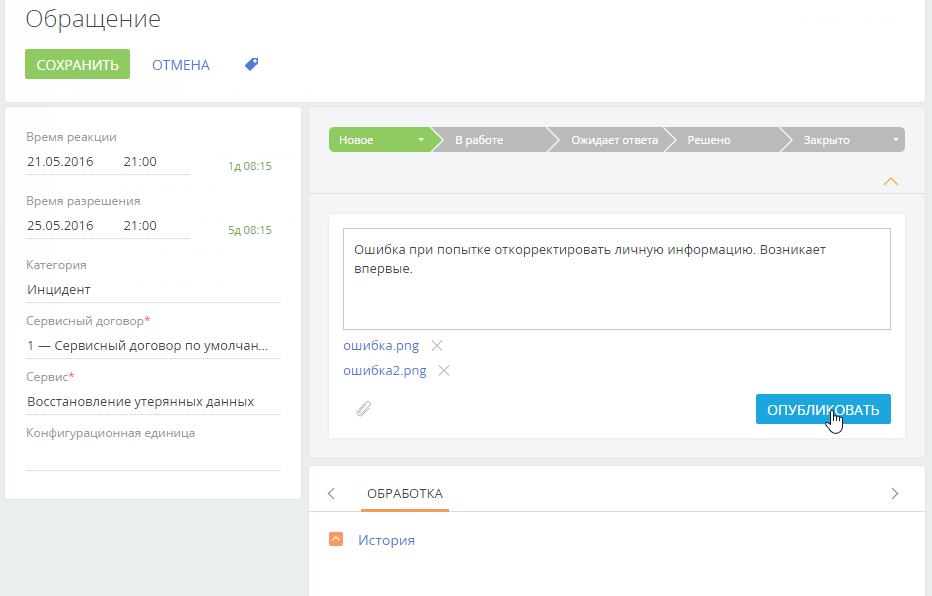 Обращение
СОХРАНИТЬ ОТМЕНА
Время реакции
21.05.2016 21:00 1д 08:15
Время разрешения
25.05.2016 21:00 5д 08:15
Категория
Инцидент
Сервисный договор*
1 — Сервисный договор по умолчан...
Сервис*
Восстановление утерянных данных
Конфигурационная единица
Новое В работе Ожидает ответа Решено Закрыто
Ошибка при попытке откорректировать личную информацию. Возникает
впервые.
ошибка.png
ошибка2.png
ОПУБЛИКОВАТЬ
ОБРАБОТКА
История